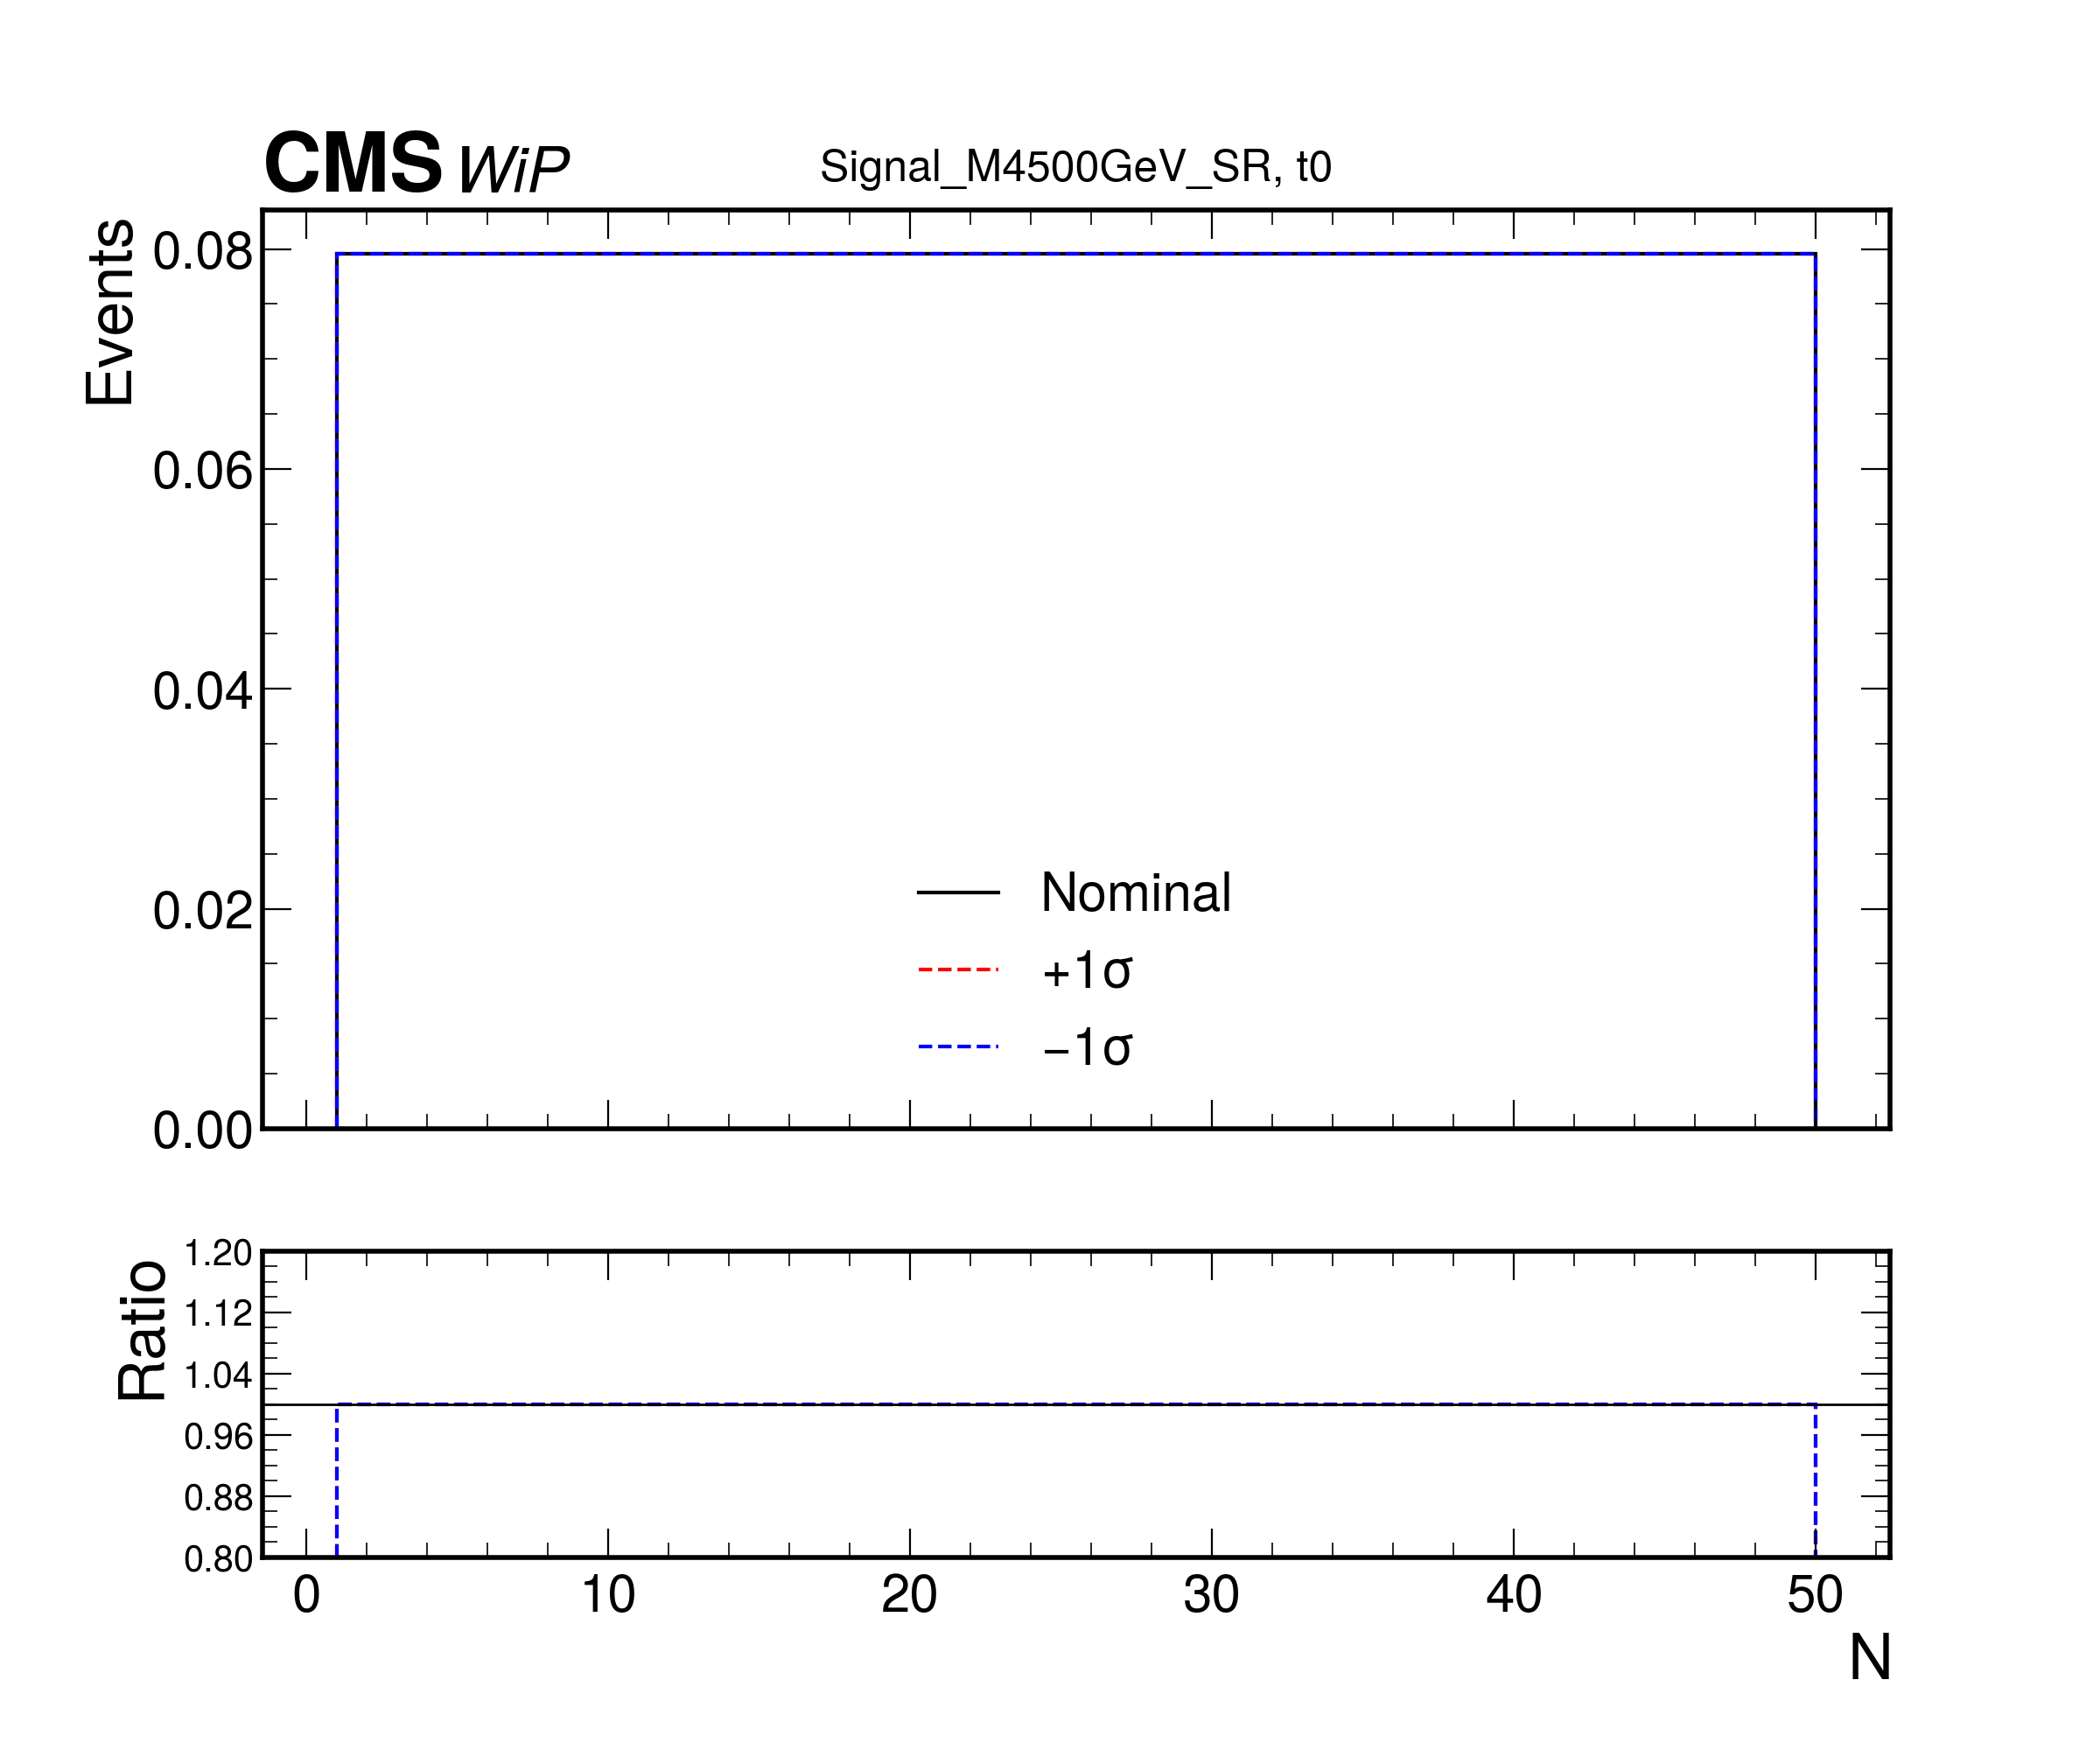 CMS WiP
Signal_M4500GeV_SR, t0
Events
0.08
0.06
0.04
0.02
0.00
Nominal
+1σ
−1σ
Ratio
1.20
1.12
1.04
0.96
0.88
0.80
0 10 20 30 40 50
N